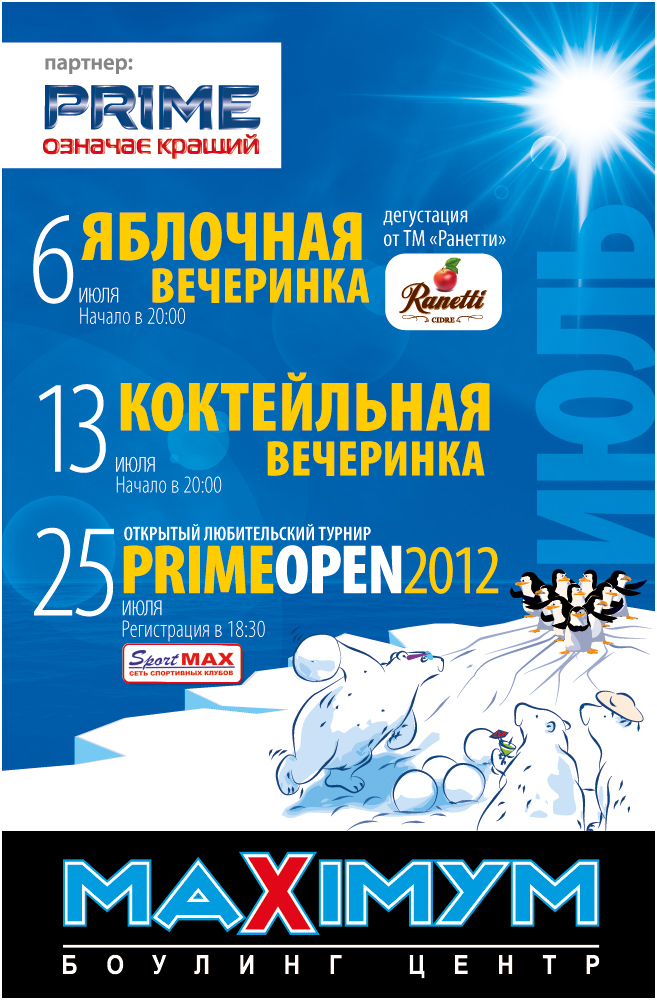 партнер:
PRIME
означає кращий
6 ЯБЛОЧНАЯ
ИЮЛЯ ВЕЧЕРИНКА
Начало в 20:00
дегустация
от ТМ «Ранетти»
Ranetti
CIDRE
ИЮЛЬ
13 КОКТЕЙЛЬНАЯ
ИЮЛЯ ВЕЧЕРИНКА
Начало в 20:00
ОТКРЫТЫЙ ЛЮБИТЕЛЬСКИЙ ТУРНИР
25 PRIMEOPEN2012
ИЮЛЯ
Регистрация в 18:30
Sport MAX
СЕТЬ СПОРТИВНЫХ КЛУБОВ
МАXIМУМ
БОУЛИНГ ЦЕНТР